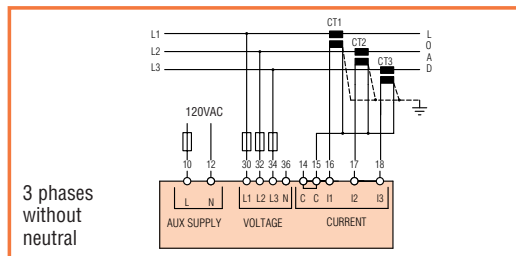 CT1
L1 L
CT2
L2 O
A
CT3
L3 D
120VAC
10 12 30 32 34 36 14 15 16 17 18
L N L1 L2 L3 N C C I1 I2 I3
AUX SUPPLY VOLTAGE CURRENT
3 phases
without
neutral